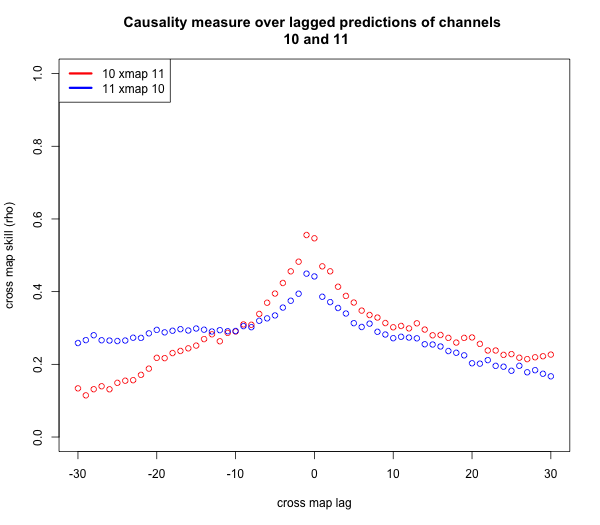 Causality measure over lagged predictions of channels
10 and 11
10 xmap 11
11 xmap 10
cross map skill (rho)
1.0
0.8
0.6
0.4
0.2
0.0
-30 -20 -10 0 10 20 30
cross map lag